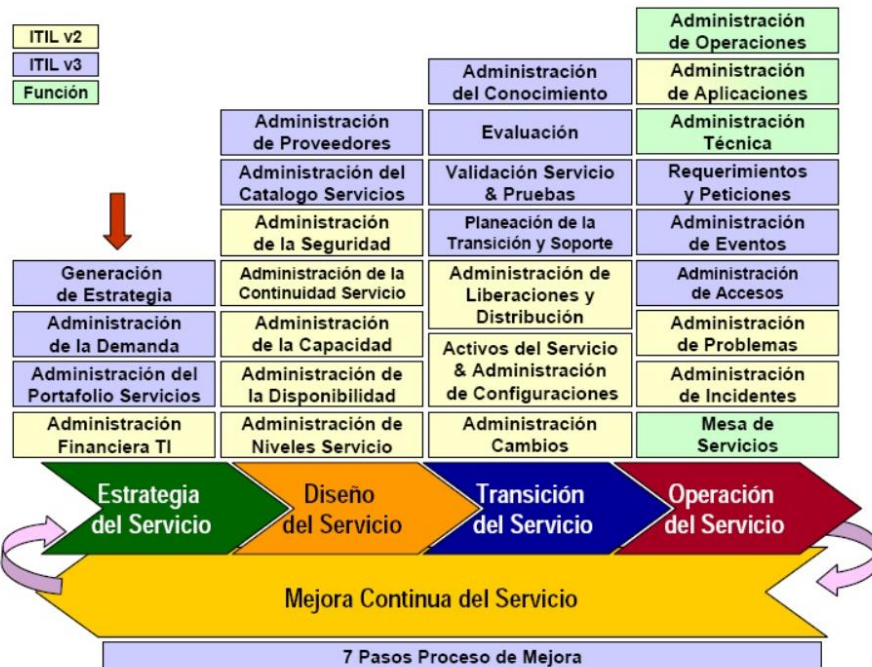 ITIL v2
ITIL v3
Función
Generación
de Estrategia
Administración
de la Demanda
Administración del
Portafolio Servicios
Administración
Financiera TI
Administración
de Proveedores
Administración del
Catalogo Servicios
Administración
de la Seguridad
Administración de la
Continuidad Servicio
Administración
de la Capacidad
Administración de
la Disponibilidad
Administración de
Niveles Servicio
Administración
del Conocimiento
Evaluación
Validación Servicio
& Pruebas
Planeación de la
Transición y Soporte
Administración de
Liberaciones y
Distribución
Activos del Servicio
& Administración
de Configuraciones
Administración
Cambios
Administración
de Operaciones
Administración
de Aplicaciones
Administración
Técnica
Requerimientos
y Peticiones
Administración
de Eventos
Administración
de Accesos
Administración
de Problemas
Administración
de Incidentes
Mesa de
Servicios
Estrategia
del Servicio
Diseño
del Servicio
Transición
del Servicio
Operación
del Servicio
Mejora Continua del Servicio
7 Pasos Proceso de Mejora